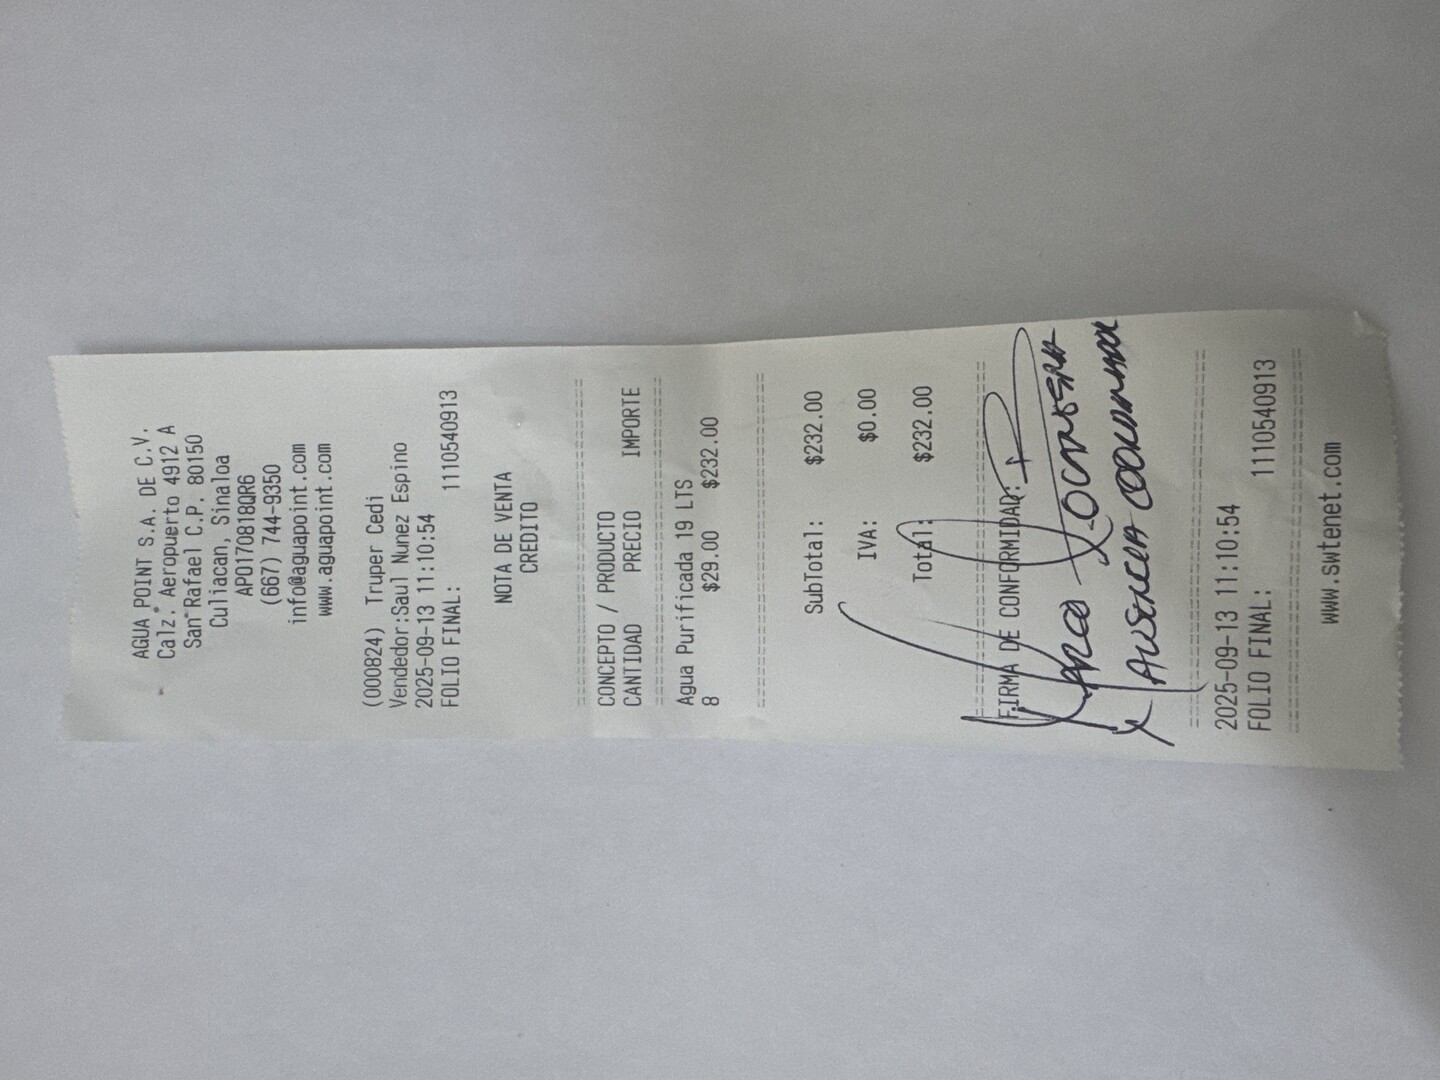 AGUA POINT S.A. DE C.V.
Calz. Aeropuerto 4912 A
San Rafael C.P. 80150
Culiacan, Sinaloa
APO170818QR6
(667) 744-9350
info@aguapoint.com
www.aguapoint.com
(000824) Truper Cedi
Vendedor:Saul Nunez Espino
2025-09-13 11:10:54
FOLIO FINAL: 1110540913
NOTA DE VENTA
CREDITO
CONCEPTO / PRODUCTO
CANTIDAD PRECIO IMPORTE
Agua Purificada 19 LTS
8 $29.00 $232.00
SubTotal: $232.00
IVA: $0.00
Total: $232.00
FIRMA DE CONFORMIDAD:
AUSENCIA
2025-09-13 11:10:54
FOLIO FINAL: 1110540913
www.swtenet.com